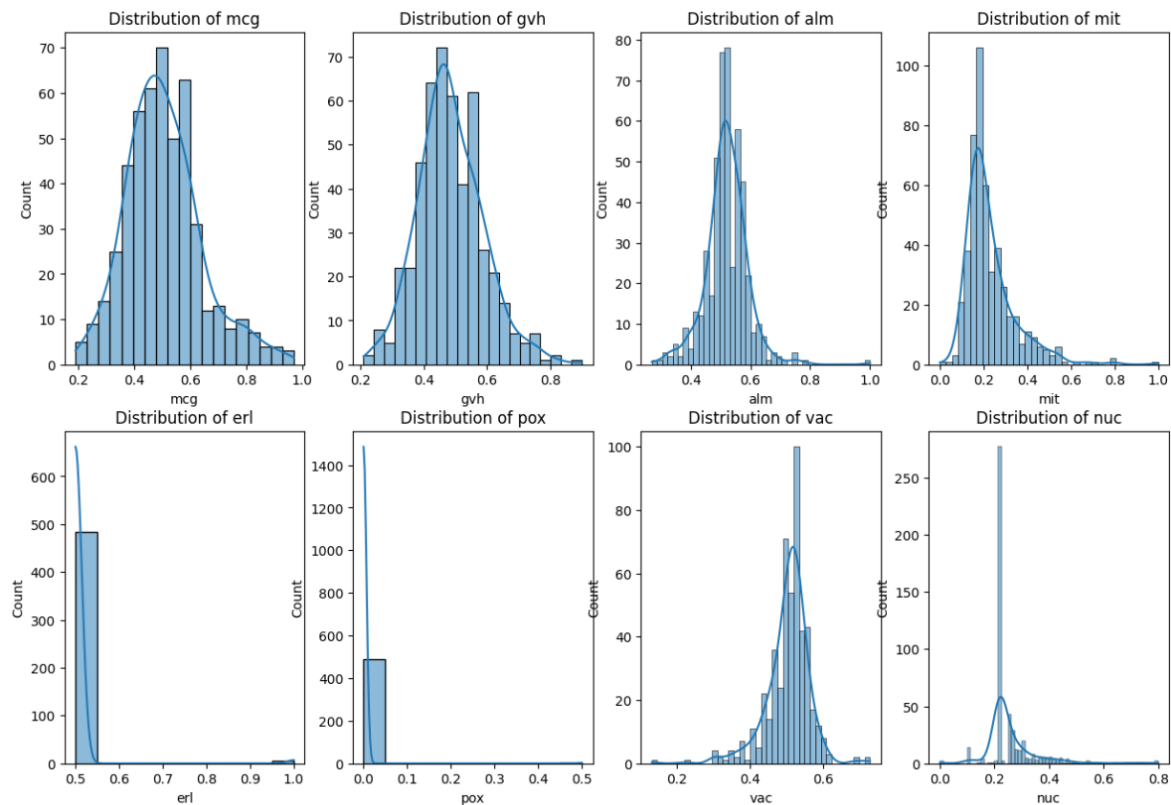 Distribution of mcg
Distribution of gvh
Distribution of alm
Distribution of mit
70
60
50
40
30
20
10
0
Count
0.2 0.4 0.6 0.8 1.0
mcg
70
60
50
40
30
20
10
0
Count
0.2 0.4 0.6 0.8
gvh
80
70
60
50
40
30
20
10
0
Count
0.4 0.6 0.8 1.0
alm
100
80
60
40
20
0
Count
0.0 0.2 0.4 0.6 0.8 1.0
mit
Distribution of erl
Distribution of pox
Distribution of vac
Distribution of nuc
600
500
400
300
200
100
0
Count
0.5 0.6 0.7 0.8 0.9 1.0
erl
1400
1200
1000
800
600
400
200
0
Count
0.0 0.1 0.2 0.3 0.4 0.5
pox
100
80
60
40
20
0
Count
0.2 0.4 0.6
vac
250
200
150
100
50
0
Count
0.0 0.2 0.4 0.6 0.8
nuc